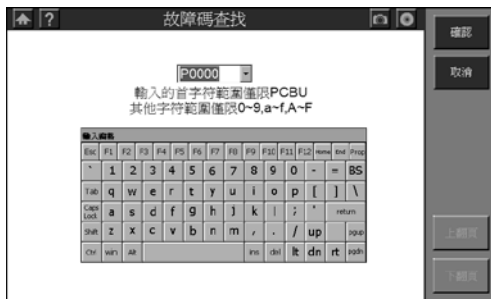 ?
故障碼查找
確認
取消
P0000
輸入的首字符範圍僅限PCBU
其他字符範圍僅限0~9,a~f,A~F
輸入面板
Esc F1 F2 F3 F4 F5 F6 F7 F8 F9 F10 F11 F12 Home End Prop
` 1 2 3 4 5 6 7 8 9 0 - = BS
Tab q w e r t y u i o p [ ] \
Caps Lock a s d f g h j k l ; ' return
Shift z x c v b n m , . / up pgup
Ctrl win Alt ins del lt dn rt pgdn
上翻頁
下翻頁